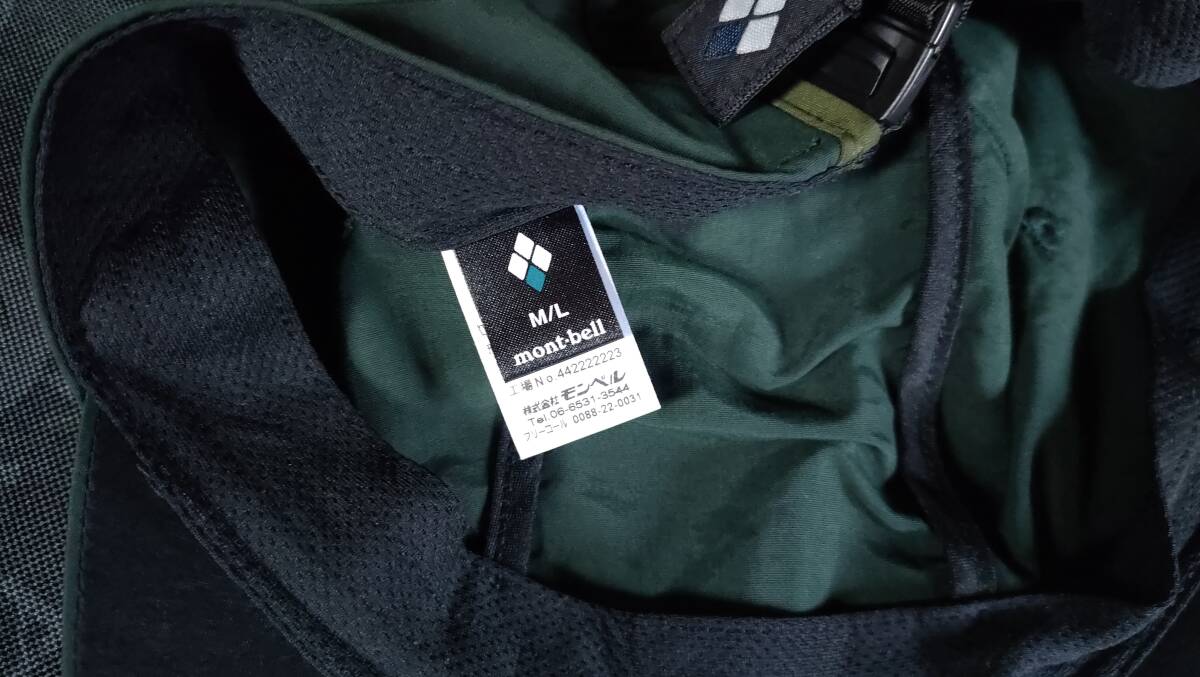 M/L
mont-bell
工場No.442222223
株式会社 モンベル
Tel.06-6531-3544
フリーコール 0088-22-0031